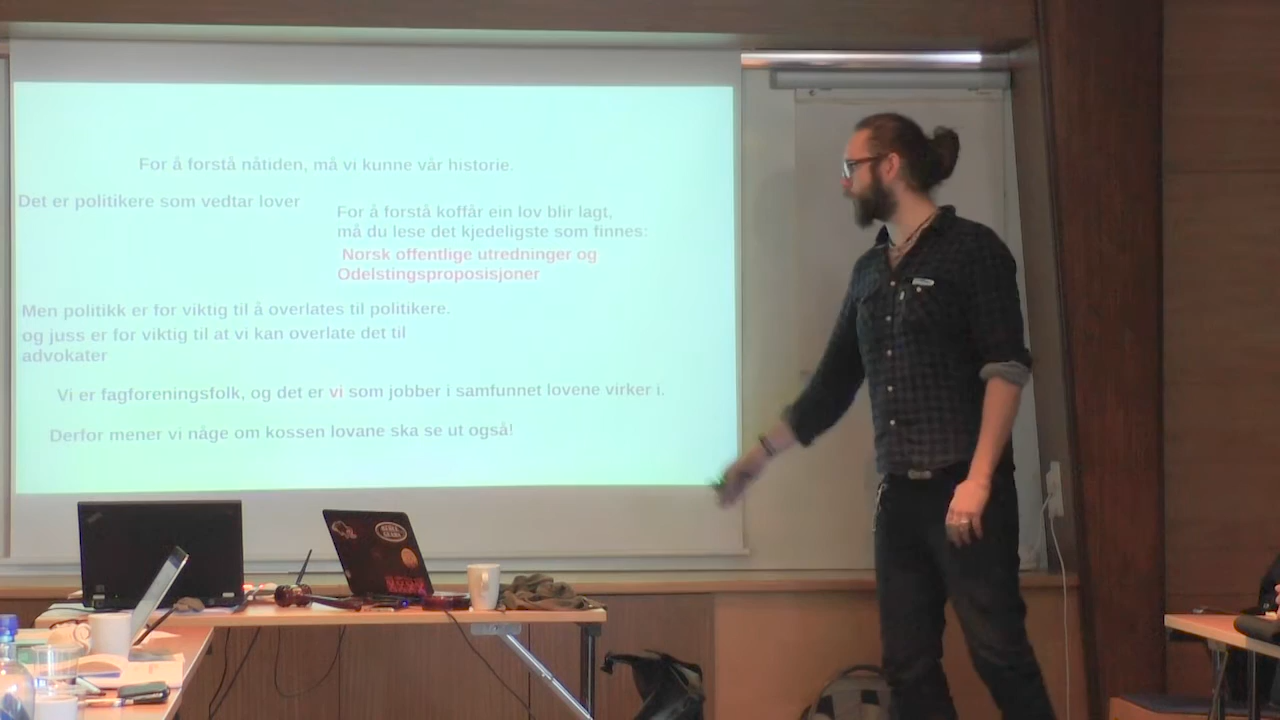 For å forstå nåtiden, må vi kunne vår historie.
Det er politikere som vedtar lover
For å forstå koffår ein lov blir lagt,
må du lese det kjedeligste som finnes:
Norsk offentlige utredninger og
Odelstingsproposisjoner
Men politikk er for viktig til å overlates til politikere.
og juss er for viktig til at vi kan overlate det til
advokater
Vi er fagforeningsfolk, og det er vi som jobber i samfunnet lovene virker i.
Derfor mener vi någe om kossen lovane ska se ut også!